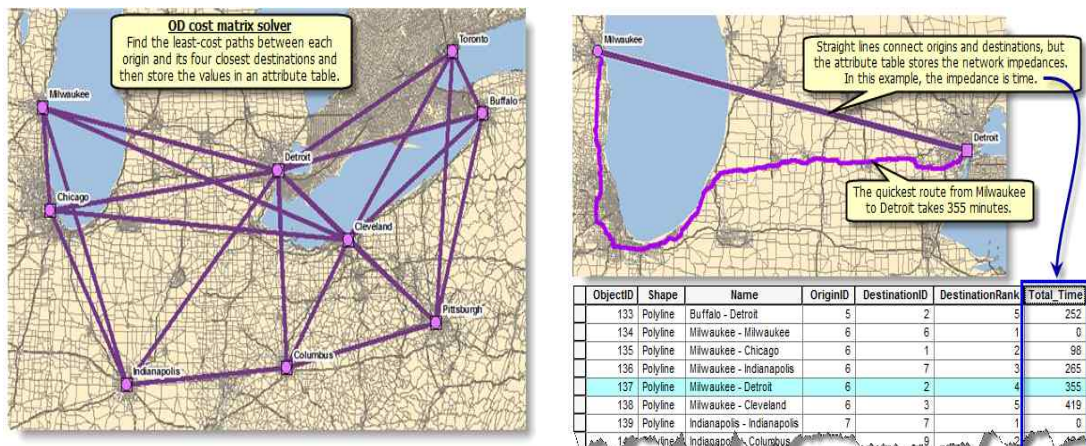 OD cost matrix solver
Find the least-cost paths between each
origin and its four closest destinations and
then store the values in an attribute table.
Toronto
Milwaukee
Buffalo
Detroit
Chicago
Cleveland
Pittsburgh
Columbus
Indianapolis
Milwaukee
Straight lines connect origins and destinations, but
the attribute table stores the network impedances.
In this example, the impedance is time.
Detroit
The quickest route from Milwaukee
to Detroit takes 355 minutes.
ObjectID Shape Name OriginID DestinationID DestinationRank Total_Time
133 Polyline Buffalo - Detroit 5 2 5 252
134 Polyline Milwaukee - Milwaukee 6 6 1 0
135 Polyline Milwaukee - Chicago 6 1 2 98
136 Polyline Milwaukee - Indianapolis 6 7 3 265
137 Polyline Milwaukee - Detroit 6 2 4 355
138 Polyline Milwaukee - Cleveland 6 3 5 419
139 Polyline Indianapolis - Indianapolis 7 7 1 0
Columbus 9